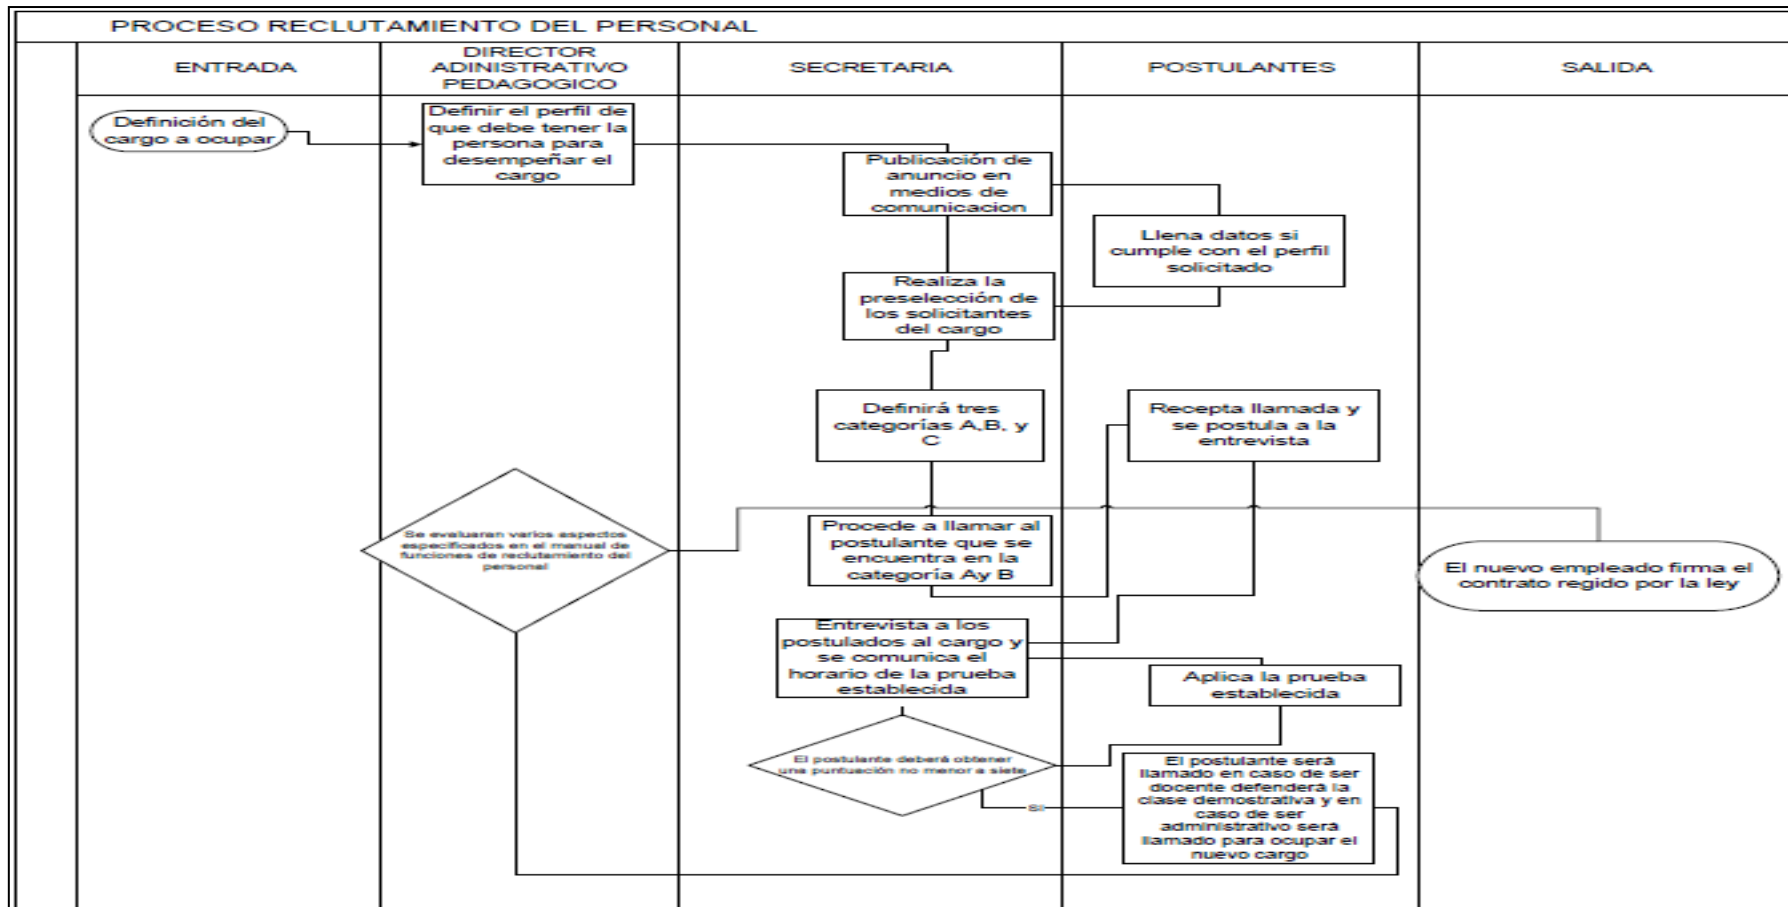 PROCESO RECLUTAMIENTO DEL PERSONAL
ENTRADA
DIRECTOR
ADINISTRATIVO
PEDAGOGICO
SECRETARIA
POSTULANTES
SALIDA
Definición del
cargo a ocupar
Definir el perfil de
que debe tener la
persona para
desempeñar el
cargo
Publicación de
anuncio en
medios de
comunicacion
Llena datos si
cumple con el perfil
solicitado
Realiza la
preselección de
los solicitantes
del cargo
Definirá tres
categorías A,B, y
C
Recepta llamada y
se postula a la
entrevista
Se evaluaran varios aspectos
especificados en el manual de
funciones de reclutamiento del
personal
Procede a llamar al
postulante que se
encuentra en la
categoría Ay B
El nuevo empleado firma el
contrato regido por la ley
Entrevista a los
postulados al cargo y
se comunica el
horario de la prueba
establecida
Aplica la prueba
establecida
El postulante deberá obtener
una puntuación no menor a siete
SI
El postulante será
llamado en caso de ser
docente defenderá la
clase demostrativa y en
caso de ser
administrativo será
llamado para ocupar el
nuevo cargo